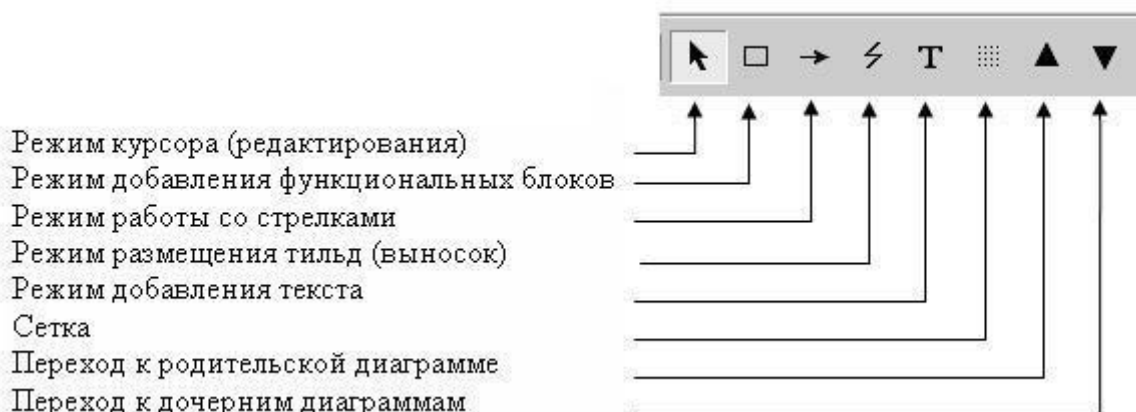 T
Режим курсора (редактирования)
Режим добавления функциональных блоков
Режим работы со стрелками
Режим размещения тильд (выносок)
Режим добавления текста
Сетка
Переход к родительской диаграмме
Переход к дочерним диаграммам